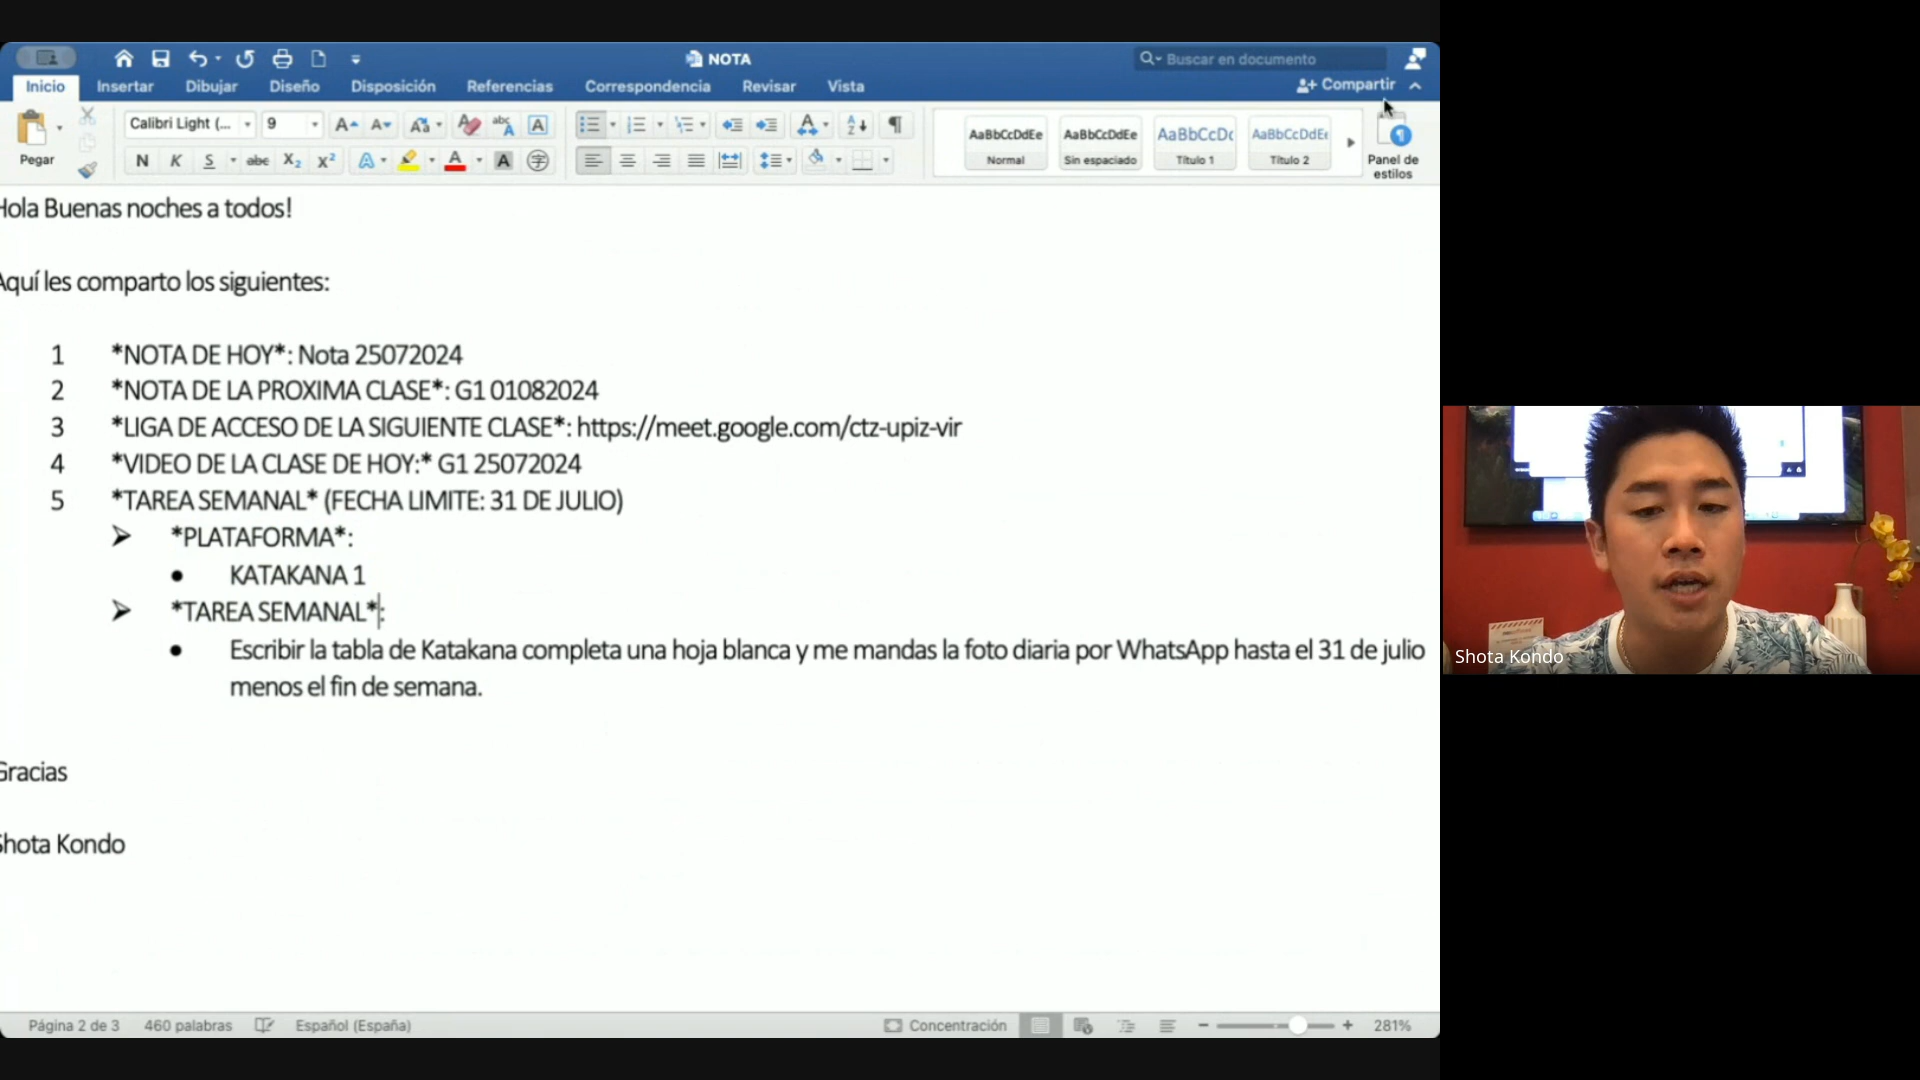 NOTA
Buscar en documento
Inicio
Insertar
Dibujar
Diseño
Disposición
Referencias
Correspondencia
Revisar
Vista
Compartir
Pegar
Calibri Light (...
9
AaBbCcDdEe
AaBbCcDdEe
AaBbCcDc
AaBbCcDdEe
Normal
Sin espaciado
Título 1
Título 2
Panel de
estilos
N K S abc X₂ X²
Hola Buenas noches a todos!
Aquí les comparto los siguientes:
1 *NOTA DE HOY*: Nota 25072024
2 *NOTA DE LA PROXIMA CLASE*: G1 01082024
3 *LIGA DE ACCESO DE LA SIGUIENTE CLASE*: https://meet.google.com/ctz-upiz-vir
4 *VIDEO DE LA CLASE DE HOY:* G1 25072024
5 *TAREA SEMANAL* (FECHA LIMITE: 31 DE JULIO)
➢ *PLATAFORMA*:
● KATAKANA 1
➢ *TAREA SEMANAL*:
● Escribir la tabla de Katakana completa una hoja blanca y me mandas la foto diaria por WhatsApp hasta el 31 de julio
menos el fin de semana.
Gracias
Shota Kondo
Página 2 de 3
460 palabras
Español (España)
Concentración
281%
Shota Kondo